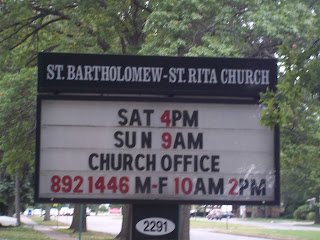 ST. BARTHOLOMEW-ST. RITA CHURCH
SAT 4PM
SUN 9AM
CHURCH OFFICE
8921446 M-F 10AM 2PM
2291